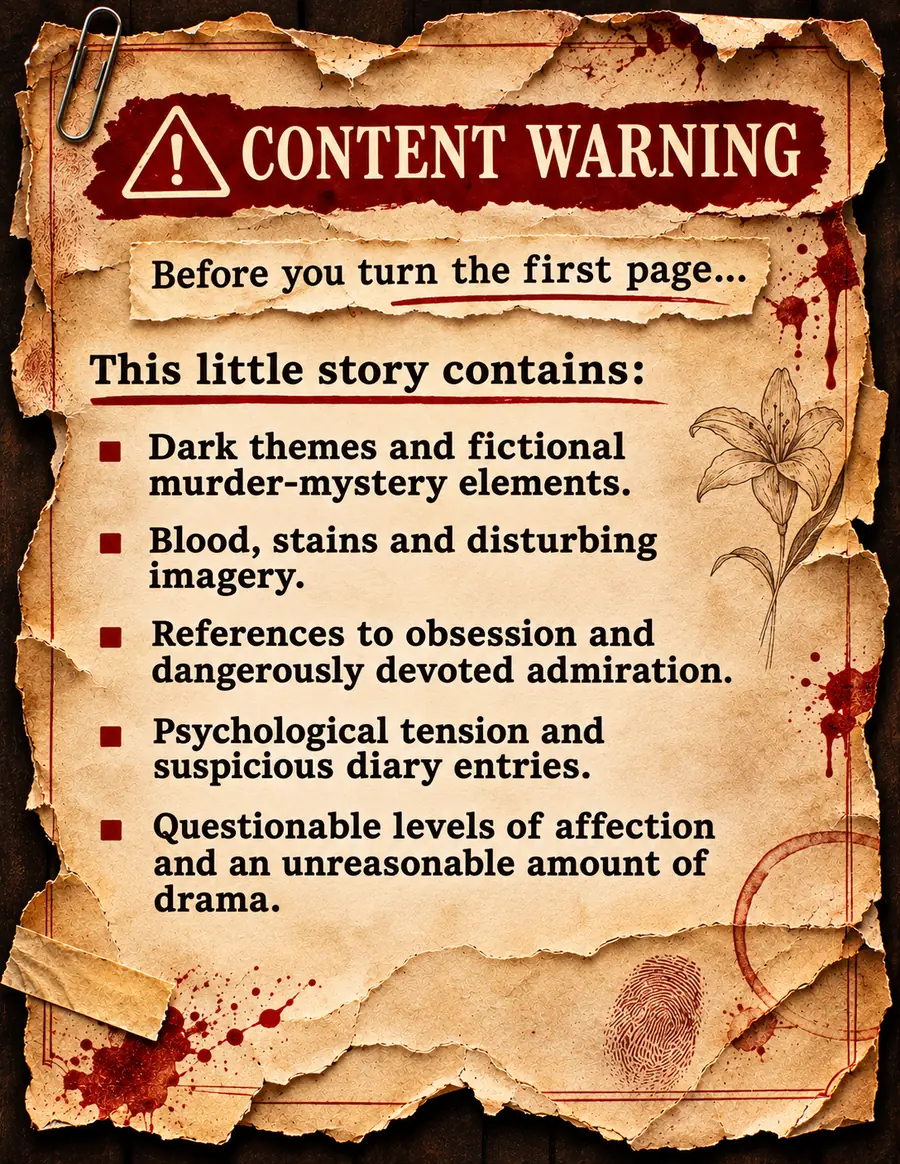 CONTENT WARNING
Before you turn the first page...
This little story contains:
Dark themes and fictional
murder-mystery elements.
Blood, stains and disturbing
imagery.
References to obsession and
dangerously devoted admiration.
Psychological tension and
suspicious diary entries.
Questionable levels of affection
and an unreasonable amount of
drama.